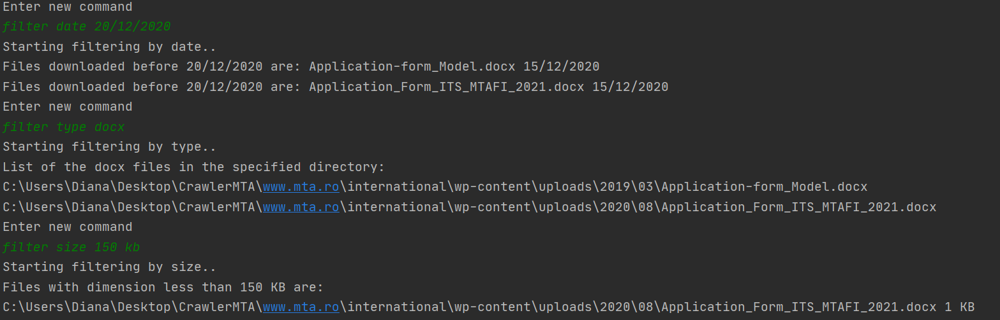 Enter new command
filter date 20/12/2020
Starting filtering by date..
Files downloaded before 20/12/2020 are: Application-form_Model.docx 15/12/2020
Files downloaded before 20/12/2020 are: Application_Form_ITS_MTAFI_2021.docx 15/12/2020
Enter new command
filter type docx
Starting filtering by type..
List of the docx files in the specified directory:
C:\Users\Diana\Desktop\CrawlerMTA\www.mta.ro\international\wp-content\uploads\2019\03\Application-form_Model.docx
C:\Users\Diana\Desktop\CrawlerMTA\www.mta.ro\international\wp-content\uploads\2020\08\Application_Form_ITS_MTAFI_2021.docx
Enter new command
filter size 150 kb
Starting filtering by size..
Files with dimension less than 150 KB are:
C:\Users\Diana\Desktop\CrawlerMTA\www.mta.ro\international\wp-content\uploads\2020\08\Application_Form_ITS_MTAFI_2021.docx 1 KB